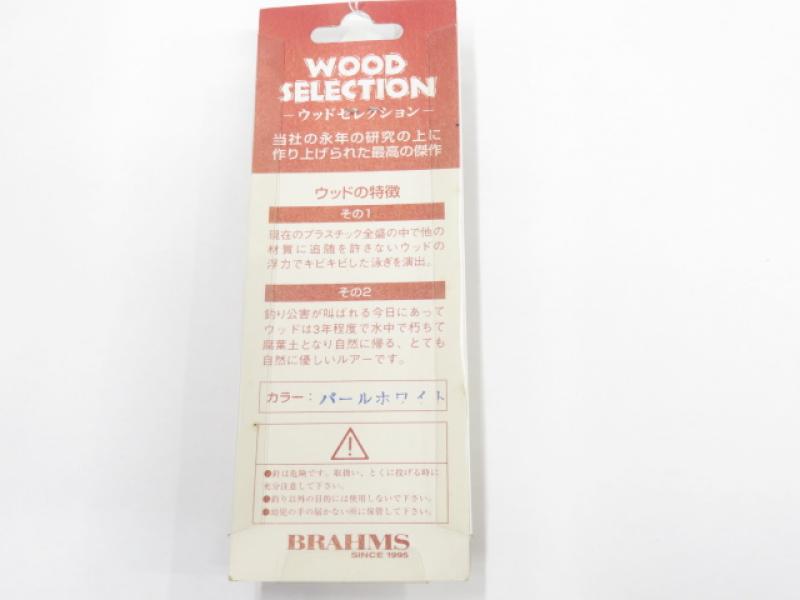 WOOD
SELECTION
-ウッドセレクション-
当社の永年の研究の上に
作り上げられた最高の傑作
ウッドの特徴
その1
現在のプラスチック全盛の中で他の
材質に追随を許さないウッドの
浮力でキビキビした泳ぎを演出。
その2
釣り公害が叫ばれる今日にあって
ウッドは3年程度で水中で朽ちて
腐葉土となり自然に帰る、とても
自然に優しいルアーです。
カラー：パールホワイト
●針は危険です。取扱い、とくに投げる時に
充分注意して下さい。
●釣り以外の目的には使用しないで下さい。
●幼児の手の届かない所に保管して下さい。
BRAHMS
SINCE 1995